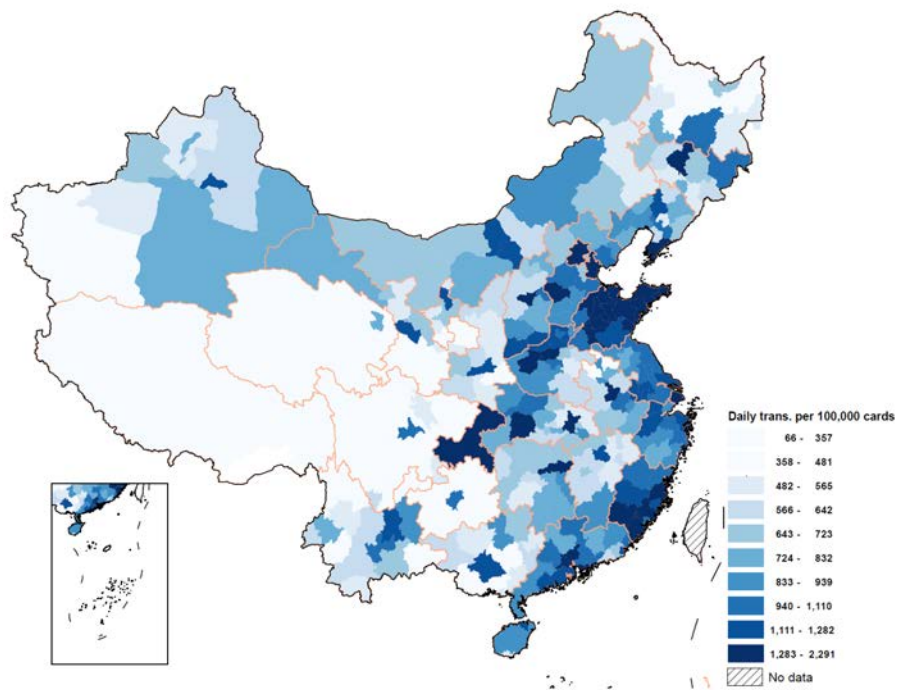 Daily trans. per 100,000 cards
66 - 357
358 - 481
482 - 565
566 - 642
643 - 723
724 - 832
833 - 939
940 - 1,110
1,111 - 1,282
1,283 - 2,291
No data